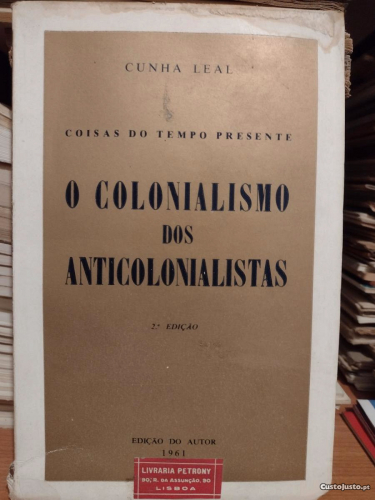 CUNHA LEAL
COISAS DO TEMPO PRESENTE
O COLONIALISMO
DOS
ANTICOLONIALISTAS
2.ª EDIÇÃO
EDIÇÃO DO AUTOR
1961
LIVRARIA PETRONY
90, R. DA ASSUNÇÃO, 90
LISBOA
CustoJusto.pt